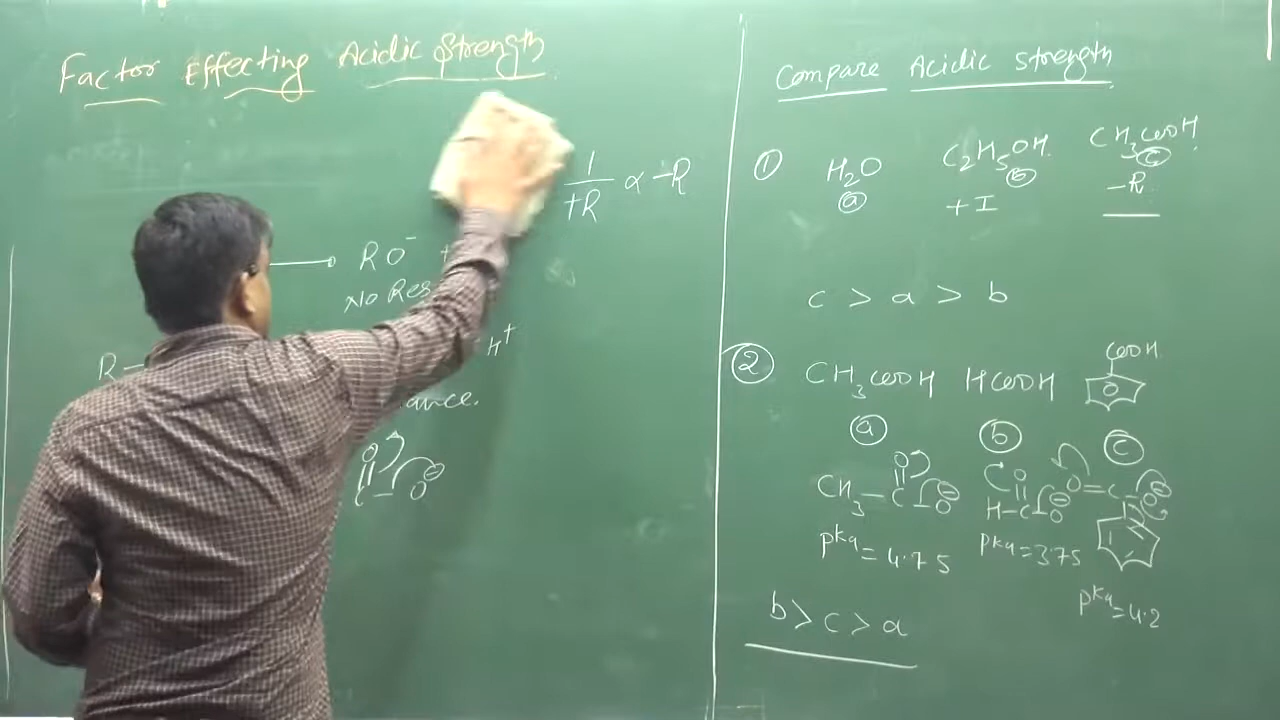 Factor Effecting Acidic Strength
1/+R ∝ -R
RO⁻ +
No Res
R —
H⁺
ance.
O
C - O⊖
Compare Acidic Strength
① H₂O C₂H₅OH CH₃COOH
ⓐ ⓑ ⓒ
+I -R
c > a > b
② CH₃COOH HCOOH COOH
ⓐ ⓑ ⓒ
O O
CH₃ - C - O⊖ H - C - O⊖ O = C - O⊖
pKa = 4.75 pKa = 3.75
pKa = 4.2
b > c > a